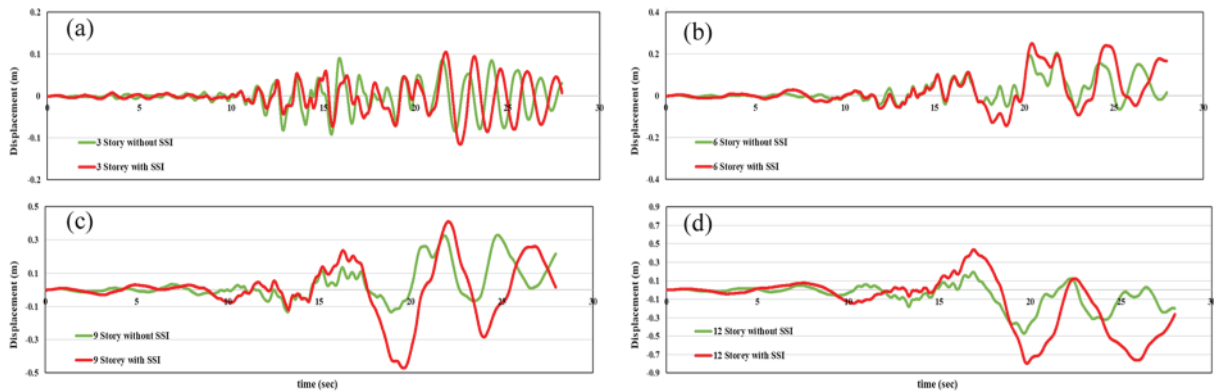 (a)
Displacement (m)
0.2
0.1
0
-0.1
-0.2
0 5 10 15 20 25 30
3 Story without SSI
3 Storey with SSI
(b)
Displacement (m)
0.6
0.4
0.2
0
-0.2
-0.4
0 5 10 15 20 25 30
6 Story without SSI
6 Storey with SSI
(c)
Displacement (m)
0.5
0.3
0.1
-0.1
-0.3
-0.5
0 5 10 15 20 25 30
9 Story without SSI
9 Storey with SSI
time (sec)
(d)
Displacement (m)
0.9
0.7
0.5
0.3
0.1
-0.1
-0.3
-0.5
-0.7
-0.9
0 5 10 15 20 25 30
12 Story without SSI
12 Storey with SSI
time (sec)